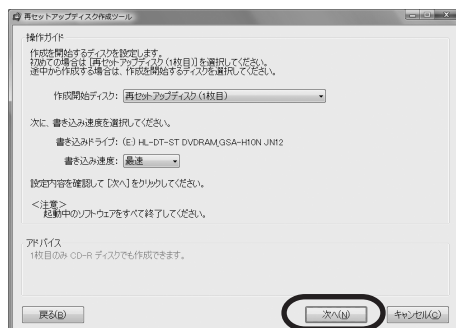 再セットアップディスク作成ツール
操作ガイド
作成を開始するディスクを設定します。
初めての場合は [再セットアップディスク(1枚目)]を選択してください。
途中から作成する場合は、作成開始するディスクを選択してください。
作成開始ディスク: 再セットアップディスク(1枚目)
次に、書き込み速度を選択してください。
書き込みドライブ: (E:) HL-DT-ST DVDRAM_GSA-H10N JN12
書き込み速度: 最速
設定内容を確認して [次へ] をクリックしてください。
<注意>
起動中のソフトウェアをすべて終了してください。
アドバイス
1枚目のみ CD-R ディスクでも作成できます。
戻る(B) 次へ(N) キャンセル(C)